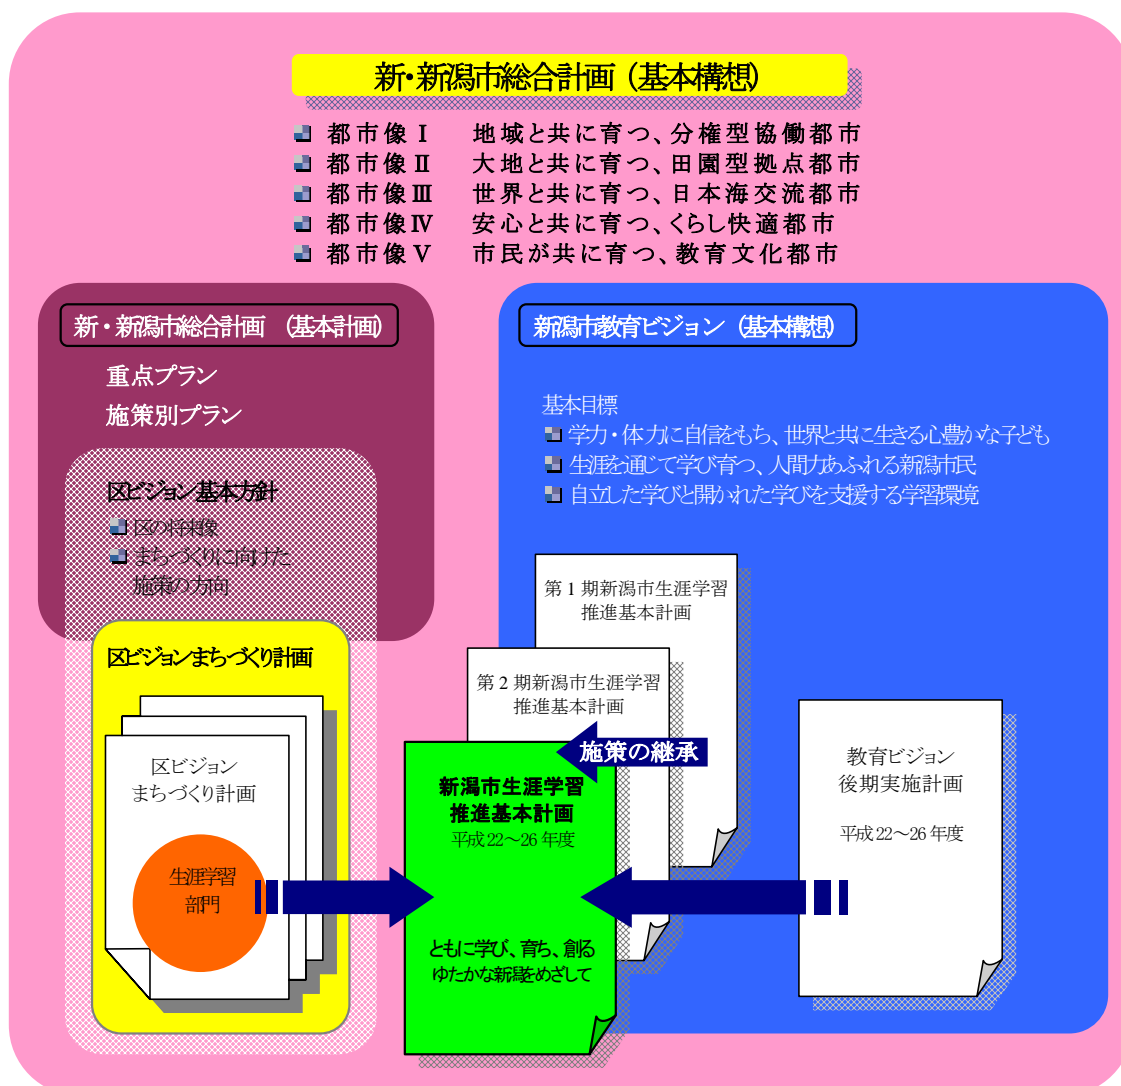 新・新潟市総合計画（基本構想）
都市像Ⅰ　地域と共に育つ、分権型協働都市
都市像Ⅱ　大地と共に育つ、田園型拠点都市
都市像Ⅲ　世界と共に育つ、日本海交流都市
都市像Ⅳ　安心と共に育つ、くらし快適都市
都市像Ⅴ　市民が共に育つ、教育文化都市
新・新潟市総合計画　（基本計画）
重点プラン
施策別プラン
区ビジョン基本方針
区の将来像
まちづくりに向けた
施策の方向
区ビジョンまちづくり計画
区ビジョン
まちづくり計画
生涯学習
部門
新潟市教育ビジョン（基本構想）
基本目標
学力・体力に自信をもち、世界と共に生きる心豊かな子ども
生涯を通じて学び育つ、人間力あふれる新潟市民
自立した学びと開かれた学びを支援する学習環境
第１期新潟市生涯学習
推進基本計画
第２期新潟市生涯学習
推進基本計画
施策の継承
新潟市生涯学習
推進基本計画
平成22～26年度
ともに学び、育ち、創る
ゆたかな新潟をめざして
教育ビジョン
後期実施計画
平成22～26年度